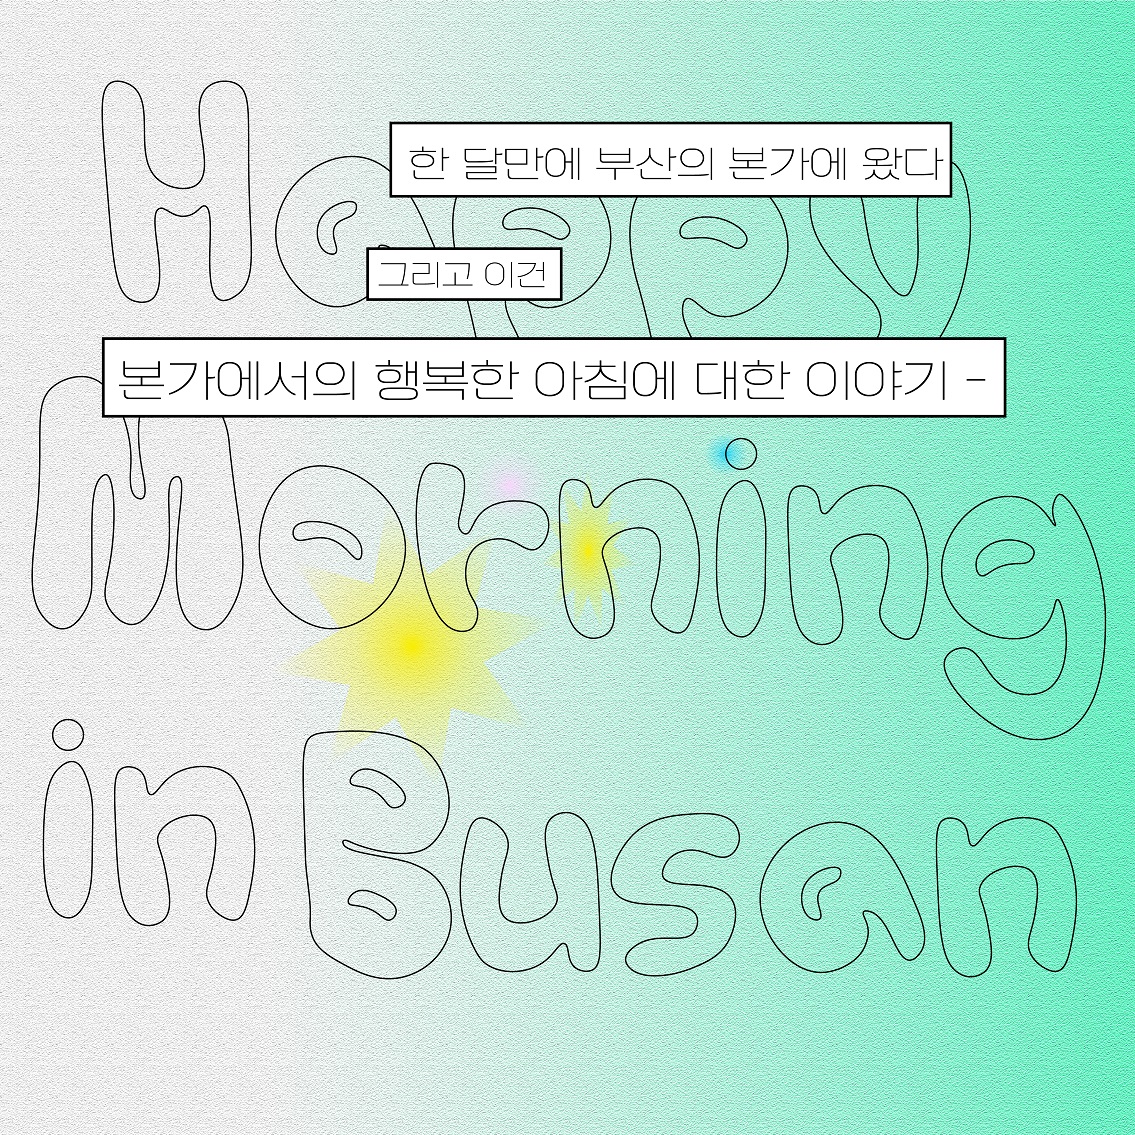 Happy
한 달만에 부산의 본가에 왔다
그리고 이건
본가에서의 행복한 아침에 대한 이야기 -
Morning
in Busan